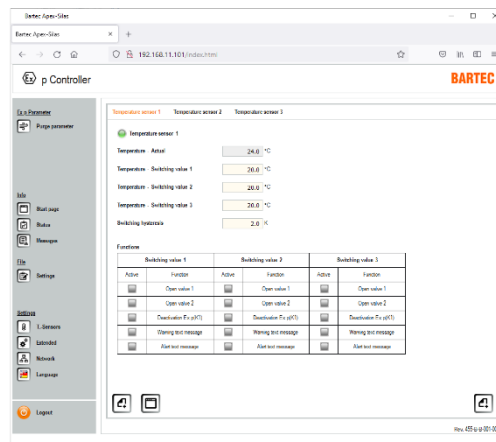 Bartec Apex-Silas
Bartec Apex-Silas
192.168.11.101/index.html
Ex p Controller
BARTEC
Ex p Parameter
Purge parameter
Info
Start page
Status
Messages
File
Settings
Settings
T.-Sensors
Extended
Network
Language
Logout
Temperature sensor 1 Temperature sensor 2 Temperature sensor 3
Temperature sensor 1
Temperature - Actual 24.0 °C
Temperature - Switching value 1 20.0 °C
Temperature - Switching value 2 20.0 °C
Temperature - Switching value 3 20.0 °C
Switching hysteresis 2.0 K
Functions
Switching value 1 Switching value 2 Switching value 3
Active Function Active Function Active Function
Open valve 1 Open valve 1 Open valve 1
Open valve 2 Open valve 2 Open valve 2
Deactivation Ex p(K1) Deactivation Ex p(K1) Deactivation Ex p(K1)
Warning text message Warning text message Warning text message
Alert text message Alert text message Alert text message